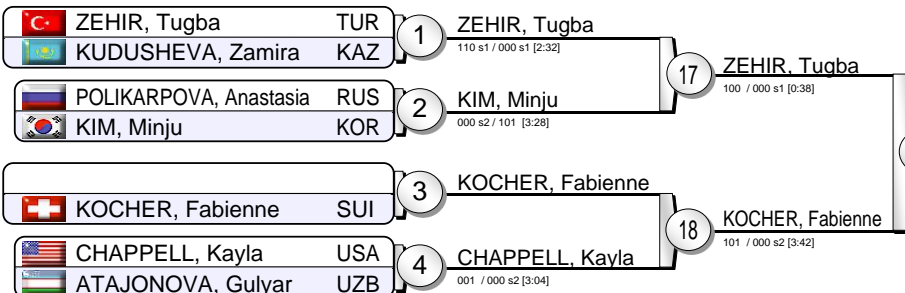 ZEHIR, Tugba TUR
KUDUSHEVA, Zamira KAZ
1
ZEHIR, Tugba
110 s1 / 000 s1 [2:32]
POLIKARPOVA, Anastasia RUS
KIM, Minju KOR
2
KIM, Minju
000 s2 / 101 [3:28]
17
ZEHIR, Tugba
100 / 000 s1 [0:38]
KOCHER, Fabienne SUI
3
KOCHER, Fabienne
CHAPPELL, Kayla USA
ATAJONOVA, Gulyar UZB
4
CHAPPELL, Kayla
001 / 000 s2 [3:04]
18
KOCHER, Fabienne
101 / 000 s2 [3:42]